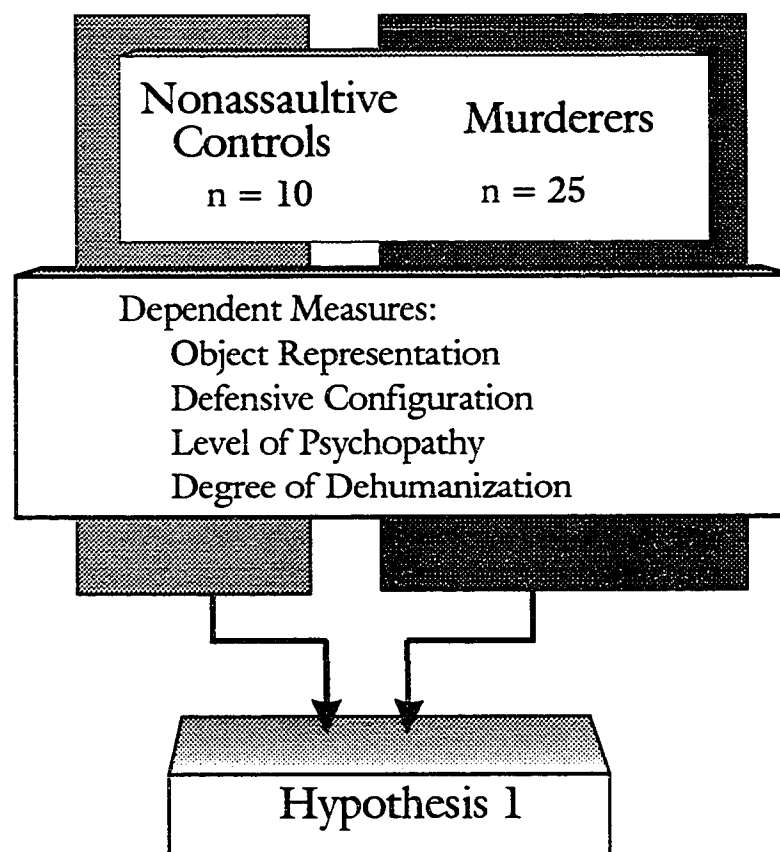 Nonassaultive
Controls
n = 10
Murderers
n = 25
Dependent Measures:
Object Representation
Defensive Configuration
Level of Psychopathy
Degree of Dehumanization
Hypothesis 1